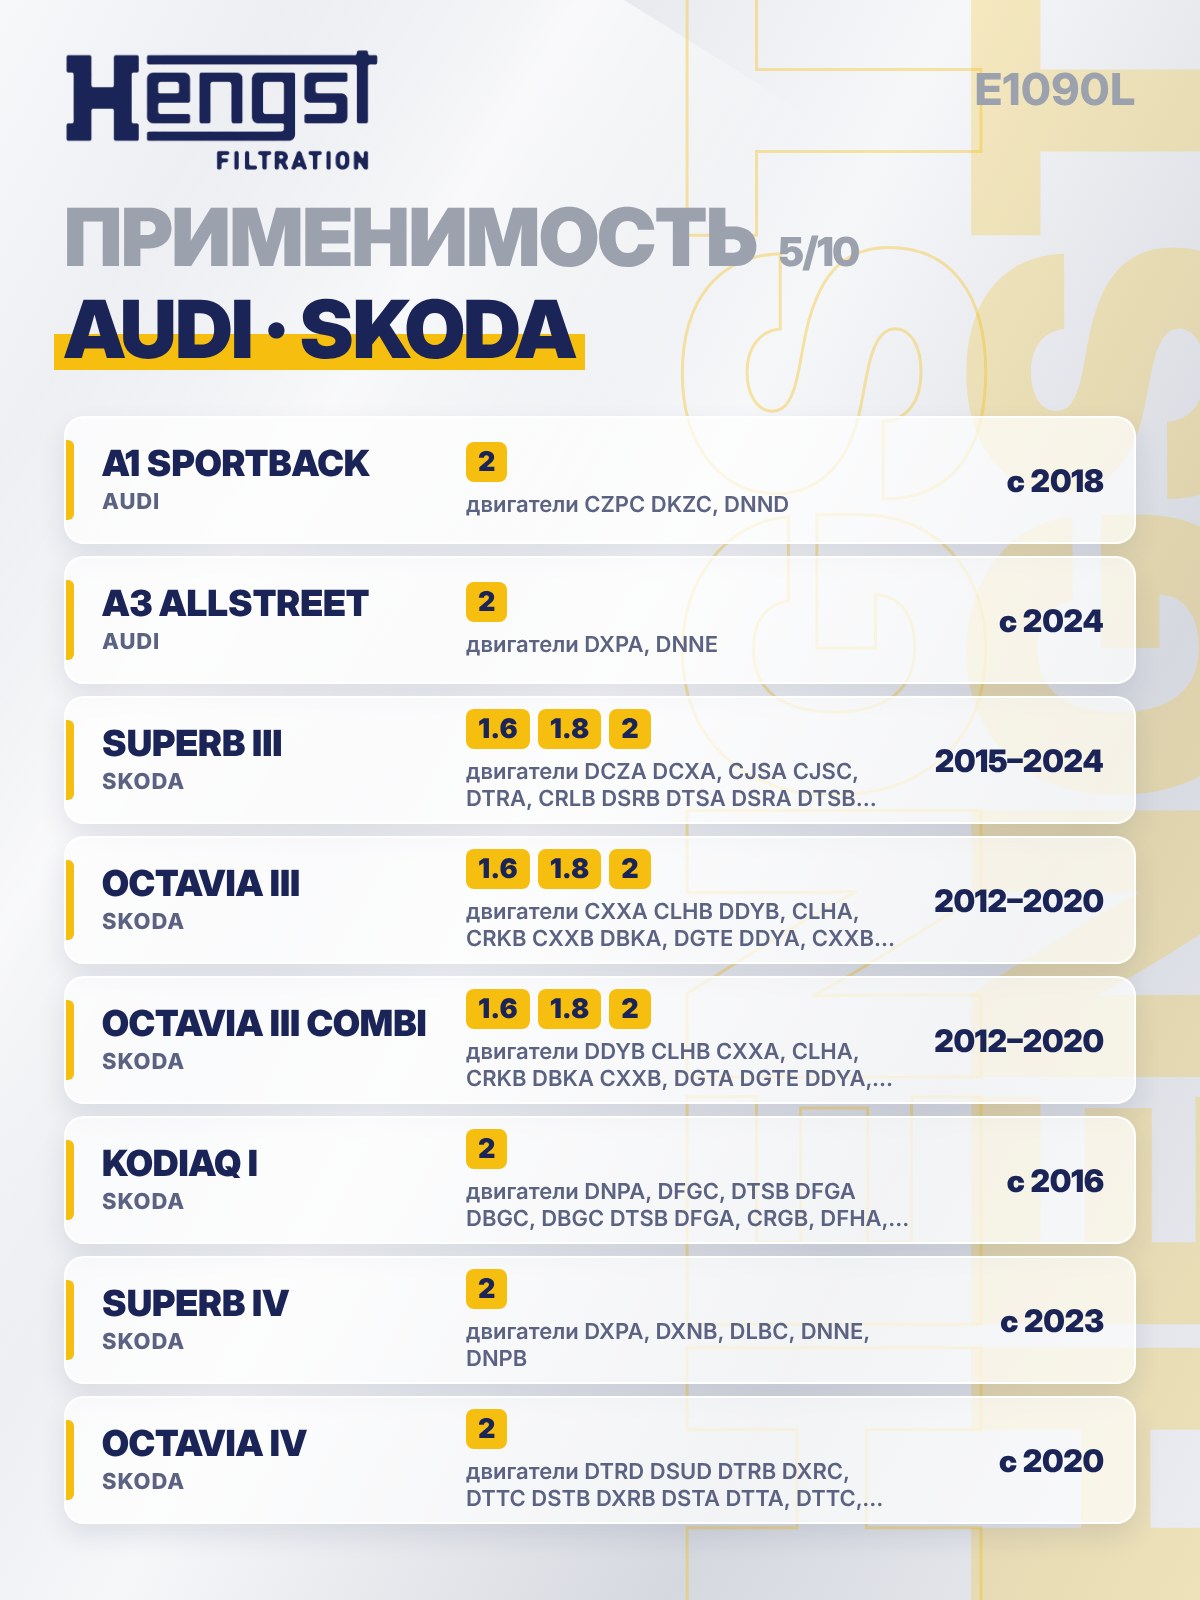 Hengst
FILTRATION
E1090L
ПРИМЕНИМОСТЬ 5/10
AUDI · SKODA
A1 SPORTBACK
AUDI
2
двигатели CZPC DKZC, DNND
с 2018
A3 ALLSTREET
AUDI
2
двигатели DXPA, DNNE
с 2024
SUPERB III
SKODA
1.6 1.8 2
двигатели DCZA DCXA, CJSA CJSC,
DTRA, CRLB DSRB DTSA DSRA DTSB...
2015–2024
OCTAVIA III
SKODA
1.6 1.8 2
двигатели CXXA CLHB DDYB, CLHA,
CRKB CXXB DBKA, DGTE DDYA, CXXB...
2012–2020
OCTAVIA III COMBI
SKODA
1.6 1.8 2
двигатели DDYB CLHB CXXA, CLHA,
CRKB DBKA CXXB, DGTA DGTE DDYA,...
2012–2020
KODIAQ I
SKODA
2
двигатели DNPA, DFGC, DTSB DFGA
DBGC, DBGC DTSB DFGA, CRGB, DFHA,...
с 2016
SUPERB IV
SKODA
2
двигатели DXPA, DXNB, DLBC, DNNE,
DNPB
с 2023
OCTAVIA IV
SKODA
2
двигатели DTRD DSUD DTRB DXRC,
DTTC DSTB DXRB DSTA DTTA, DTTC,...
с 2020